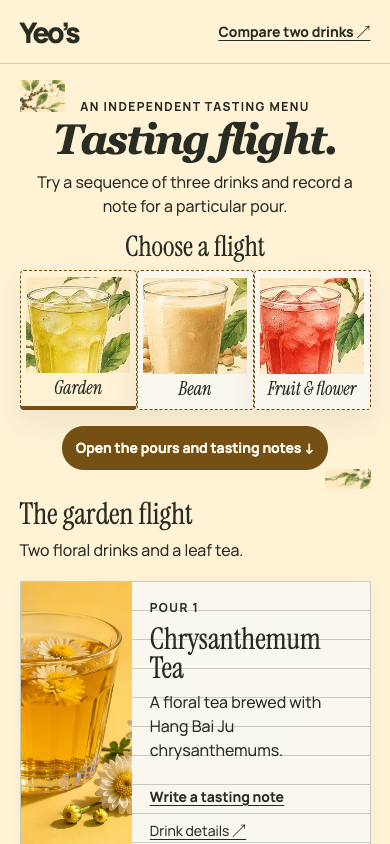 Yeo's
Compare two drinks ↗
AN INDEPENDENT TASTING MENU
Tasting flight.
Try a sequence of three drinks and record a
note for a particular pour.
Choose a flight
Garden
Bean
Fruit & flower
Open the pours and tasting notes ↓
The garden flight
Two floral drinks and a leaf tea.
POUR 1
Chrysanthemum
Tea
A floral tea brewed with
Hang Bai Ju
chrysanthemums.
Write a tasting note
Drink details ↗